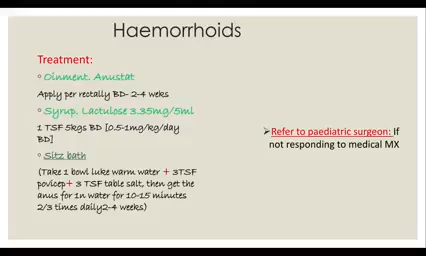 Haemorrhoids
Treatment:
Oinment. Anustat
Apply per rectally BD- 2-4 weks
Syrup. Lactulose 3.35mg/5ml
1 TSF 5kgs BD [0.5-1mg/kg/day
BD]
Sitz bath
(Take 1 bowl luke warm water + 3TSF
povicep+ 3 TSF table salt, then get the
anus for 1n water for 10-15 minutes
2/3 times daily2-4 weeks)
➢Refer to paediatric surgeon: If
not responding to medical MX